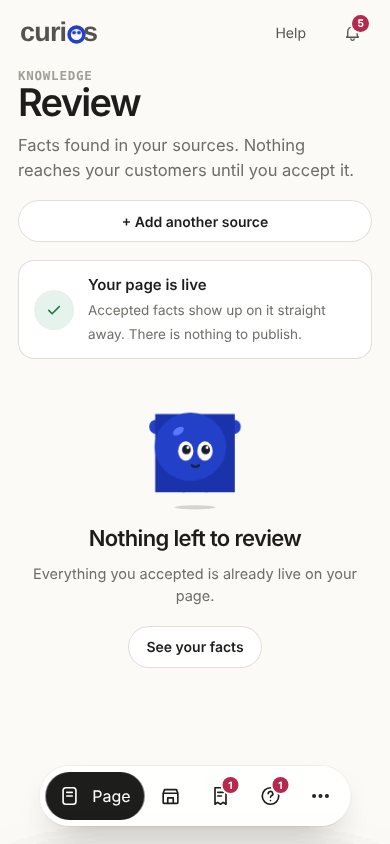 curios
Help
5
KNOWLEDGE
Review
Facts found in your sources. Nothing
reaches your customers until you accept it.
+ Add another source
Your page is live
Accepted facts show up on it straight
away. There is nothing to publish.
Nothing left to review
Everything you accepted is already live on your
page.
See your facts
Page
1
1